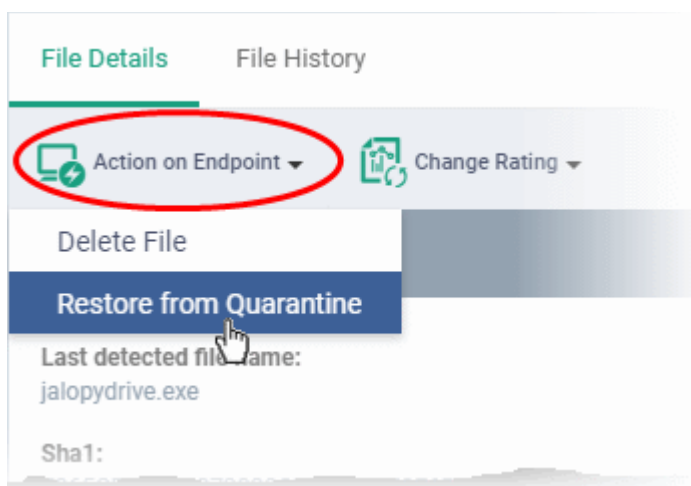 File Details File History
Action on Endpoint Change Rating
Delete File
Restore from Quarantine
Last detected file name:
jalopydrive.exe
Sha1: